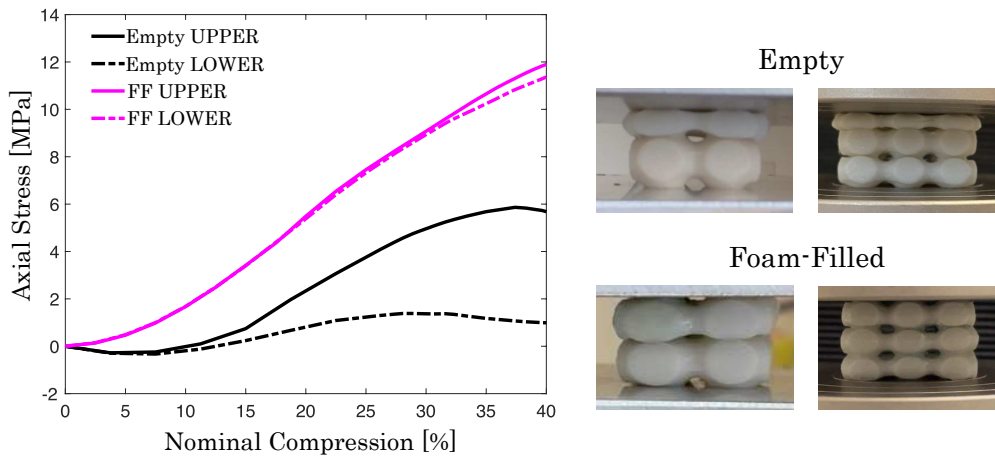 14
12
10
8
6
4
2
0
-2
Axial Stress [MPa]
Empty UPPER
Empty LOWER
FF UPPER
FF LOWER
0 5 10 15 20 25 30 35 40
Nominal Compression [%]
Empty
Foam-Filled